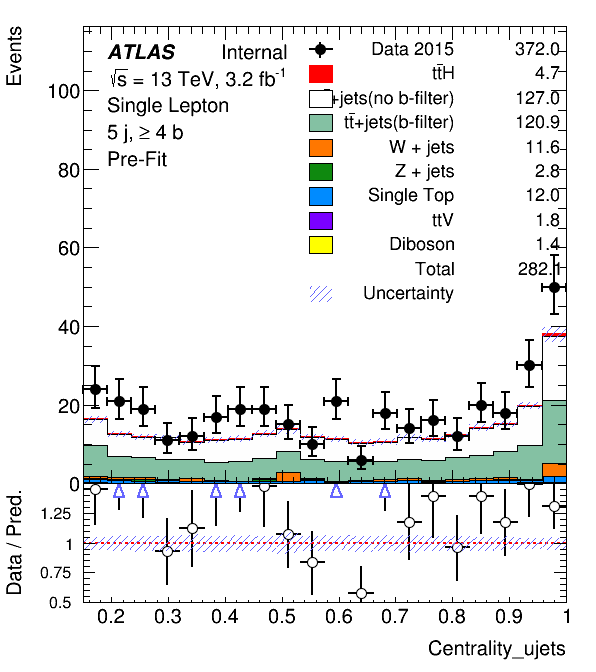 Events
ATLAS Internal
√s = 13 TeV, 3.2 fb⁻¹
Single Lepton
5 j, ≥ 4 b
Pre-Fit
Data 2015 372.0
tt̄H 4.7
+jets(no b-filter) 127.0
tt̄+jets(b-filter) 120.9
W + jets 11.6
Z + jets 2.8
Single Top 12.0
ttV 1.8
Diboson 1.4
Total 282.1
Uncertainty
100
80
60
40
20
0
Data / Pred.
1.25
1
0.75
0.5
0.2 0.3 0.4 0.5 0.6 0.7 0.8 0.9 1
Centrality_ujets